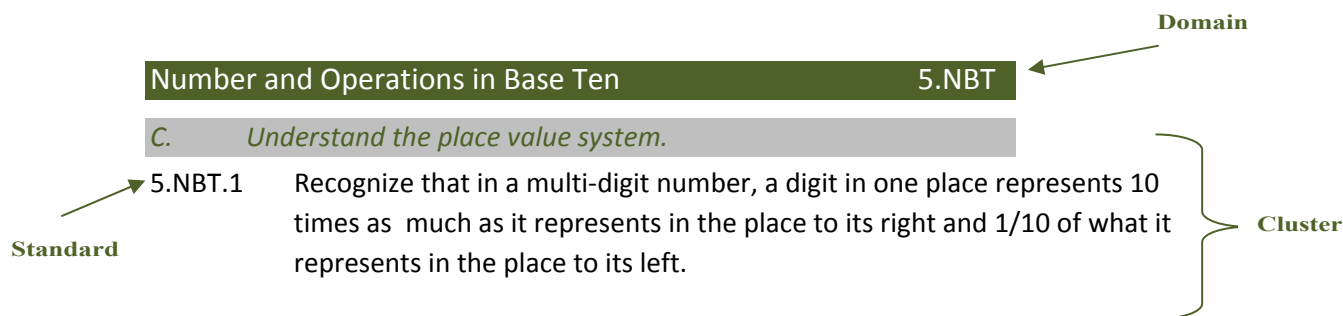 Domain
Number and Operations in Base Ten 5.NBT
C. Understand the place value system.
5.NBT.1 Recognize that in a multi-digit number, a digit in one place represents 10
times as much as it represents in the place to its right and 1/10 of what it
represents in the place to its left.
Standard
Cluster